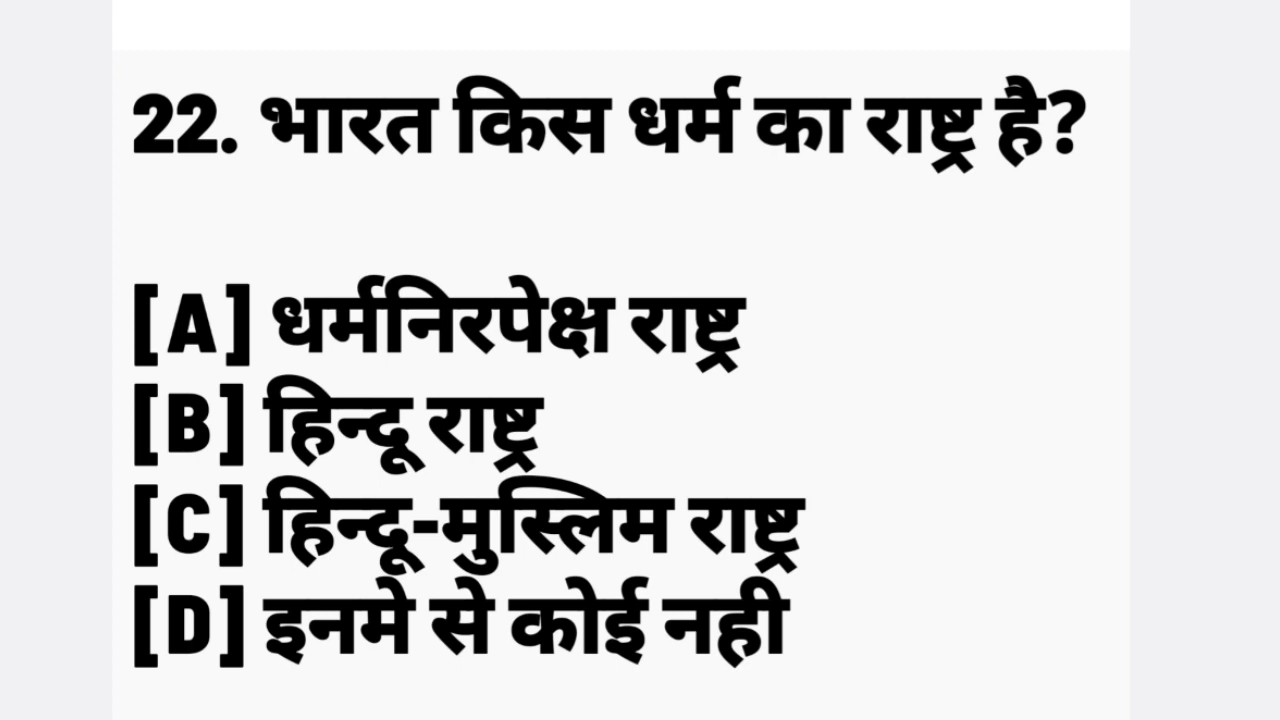 22. भारत किस धर्म का राष्ट्र है?
[A] धर्मनिरपेक्ष राष्ट्र
[B] हिन्दू राष्ट्र
[C] हिन्दू-मुस्लिम राष्ट्र
[D] इनमे से कोई नही